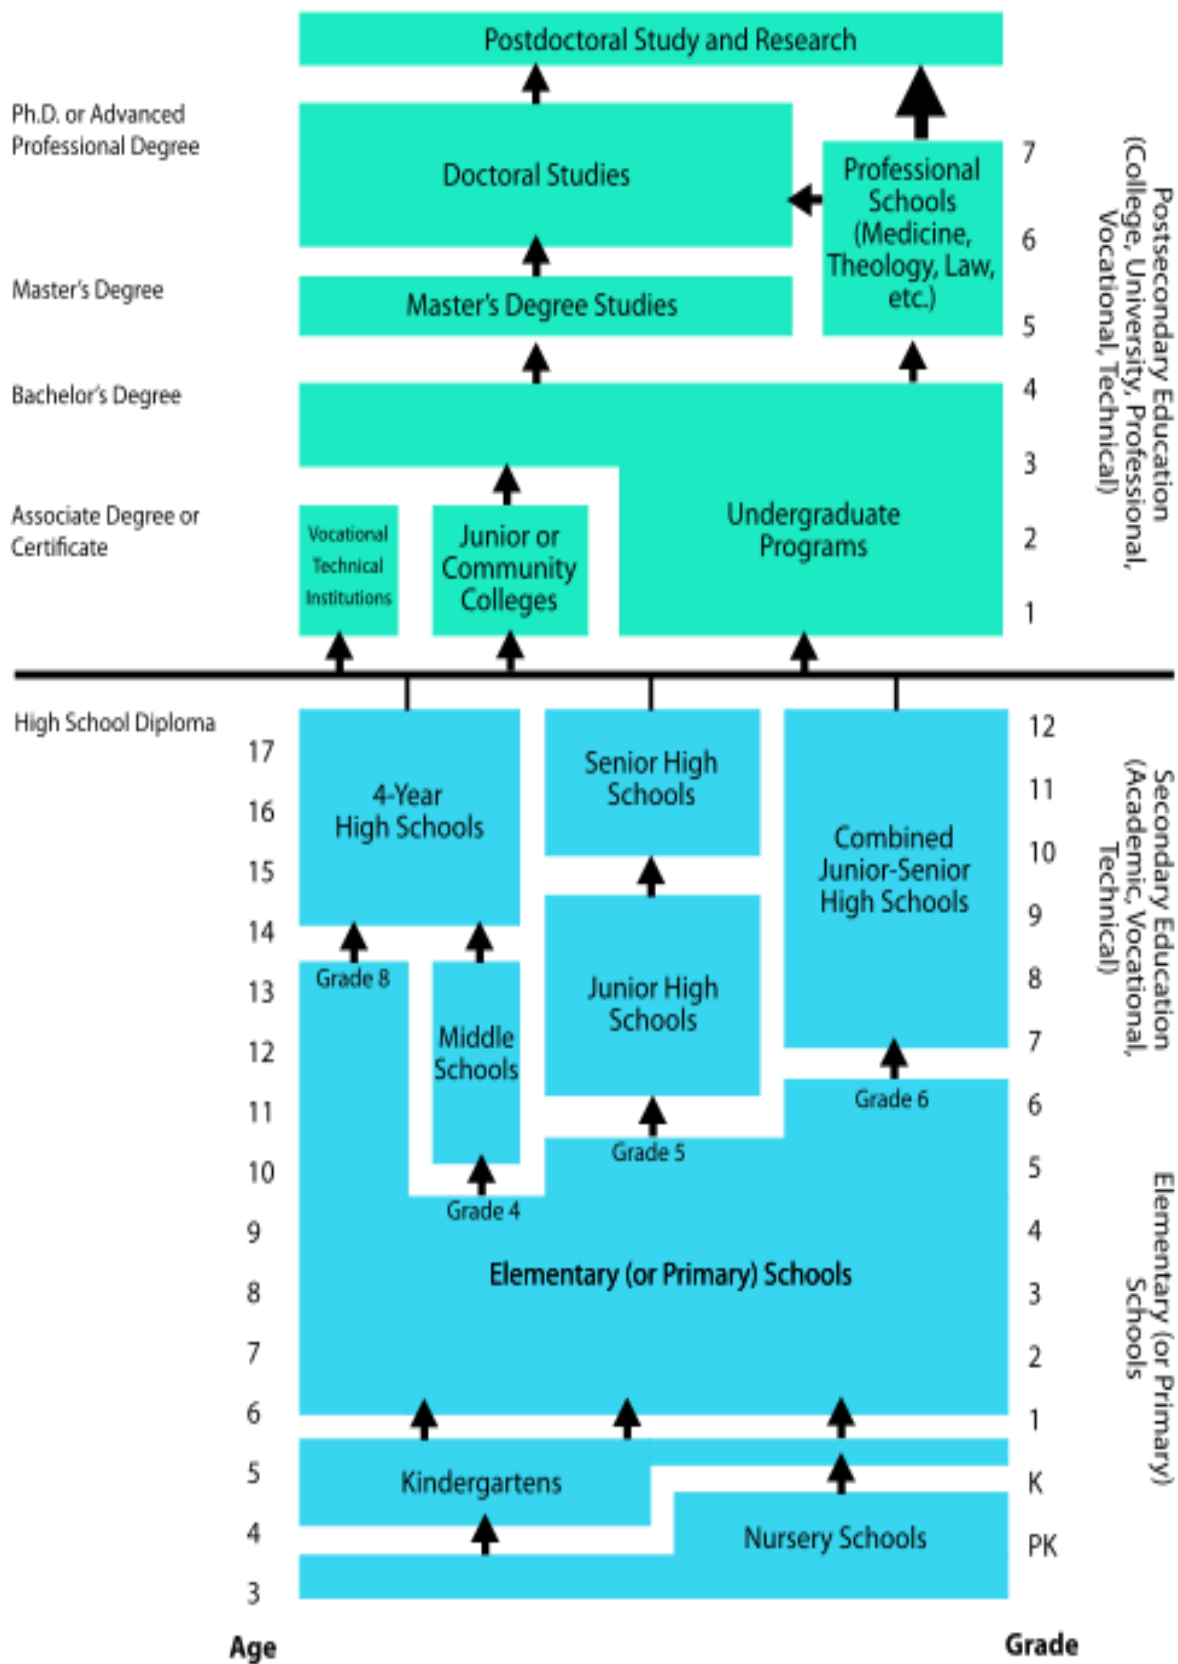 Postdoctoral Study and Research
Ph.D. or Advanced
Professional Degree
Doctoral Studies
Professional
Schools
(Medicine,
Theology, Law,
etc.)
7
6
5
Master's Degree
Master's Degree Studies
Bachelor's Degree
4
3
2
1
Undergraduate
Programs
Associate Degree or
Certificate
Vocational
Technical
Institutions
Junior or
Community
Colleges
Postsecondary Education
(College, University, Professional,
Vocational, Technical)
High School Diploma
17
16
15
14
13
12
11
10
9
8
7
6
5
4
3
Age
4-Year
High Schools
Senior High
Schools
Combined
Junior-Senior
High Schools
Grade 8
Middle
Schools
Junior High
Schools
Grade 6
Grade 5
Grade 4
Elementary (or Primary) Schools
Kindergartens
Nursery Schools
12
11
10
9
8
7
6
5
4
3
2
1
K
PK
Grade
Secondary Education
(Academic, Vocational,
Technical)
Elementary (or Primary)
Schools